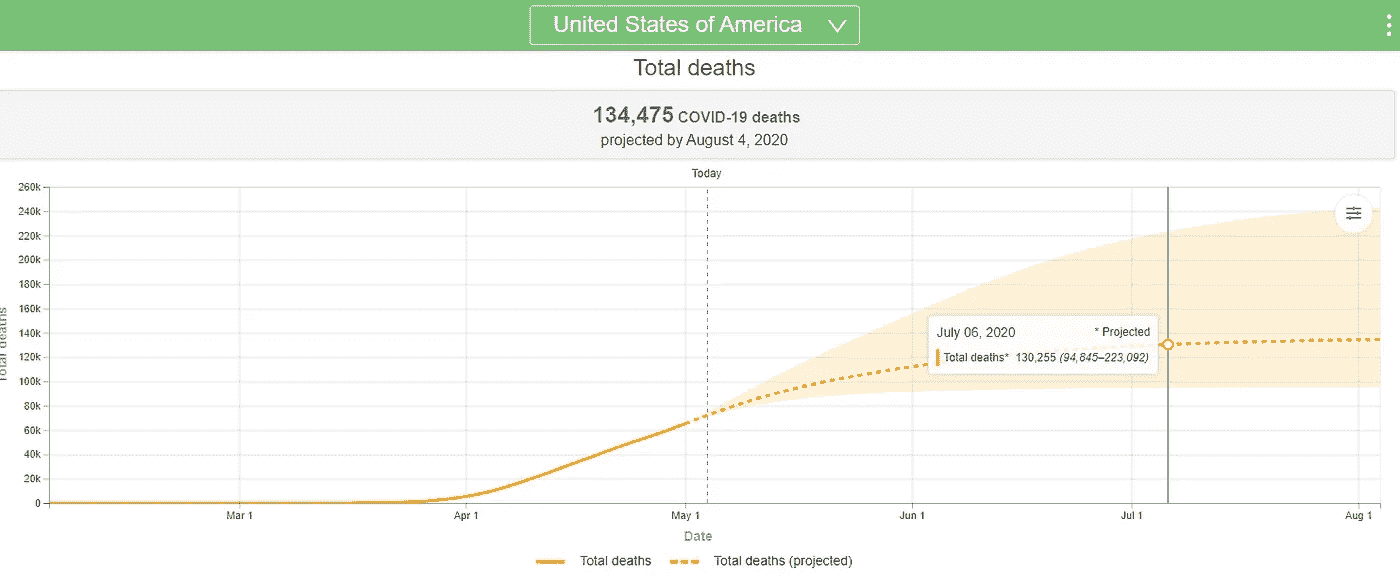 United States of America
Total deaths
134,475 COVID-19 deaths
projected by August 4, 2020
Today
260k
240k
220k
200k
180k
160k
140k
120k
100k
80k
60k
40k
20k
0
Total deaths
July 06, 2020 * Projected
Total deaths* 130,255 (94,845–223,092)
Mar 1 Apr 1 May 1 Jun 1 Jul 1 Aug 1
Date
Total deaths Total deaths (projected)